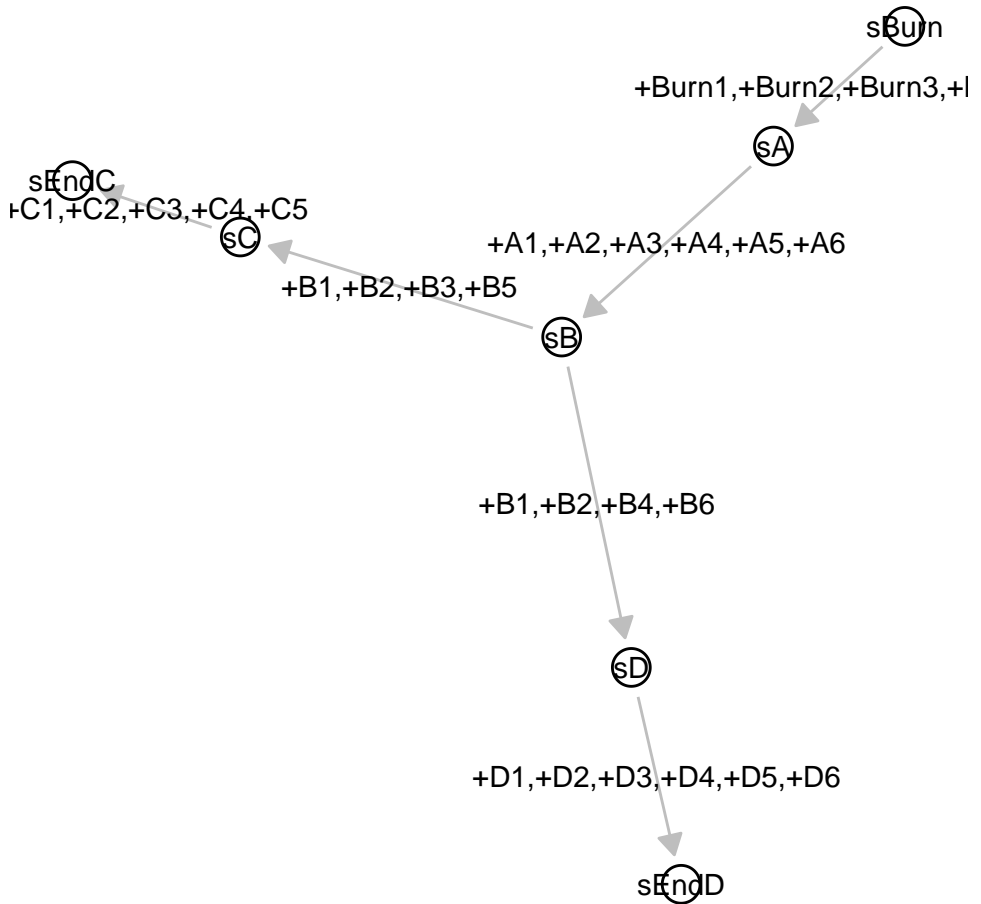 sBurn
+Burn1,+Burn2,+Burn3,+
sA
sEndC
+C1,+C2,+C3,+C4,+C5
sC
+A1,+A2,+A3,+A4,+A5,+A6
+B1,+B2,+B3,+B5
sB
+B1,+B2,+B4,+B6
sD
+D1,+D2,+D3,+D4,+D5,+D6
sEndD